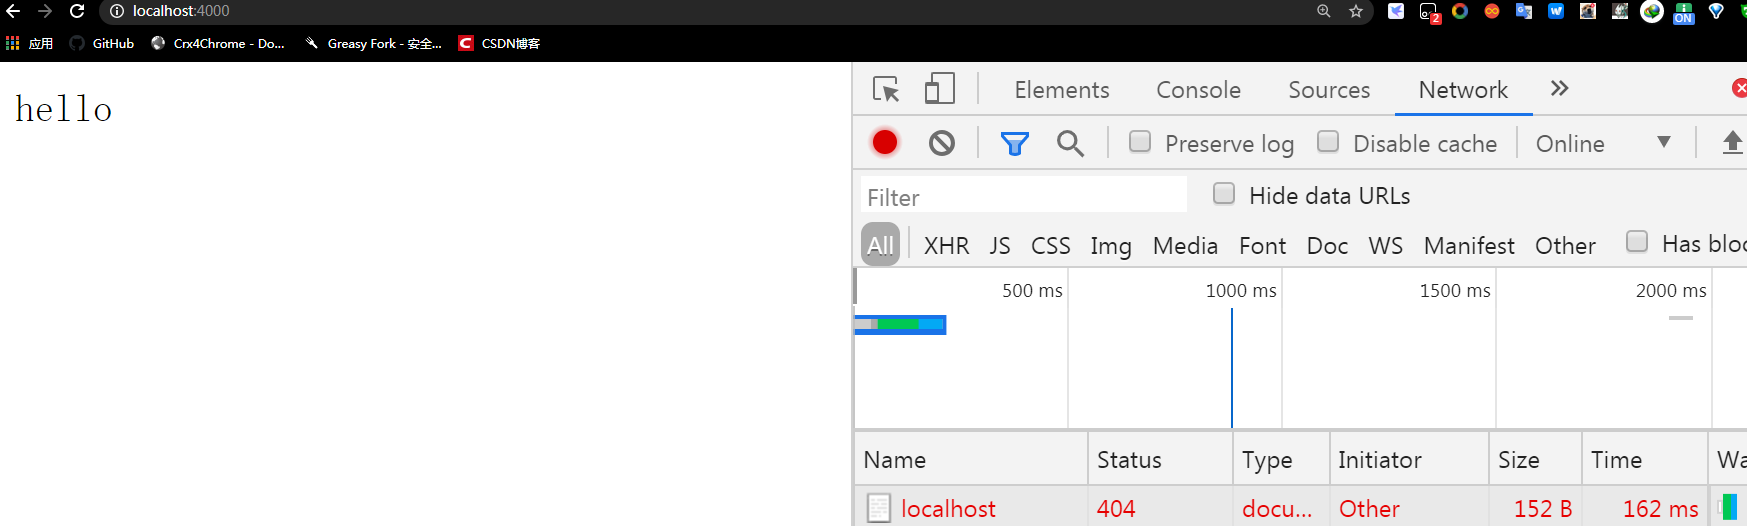 localhost:4000
2
ON
应用 GitHub Crx4Chrome - Do... Greasy Fork - 安全... C CSDN博客
hello
Elements Console Sources Network
Preserve log Disable cache Online
Filter Hide data URLs
All XHR JS CSS Img Media Font Doc WS Manifest Other Has bloc
500 ms 1000 ms 1500 ms 2000 ms
Name Status Type Initiator Size Time Wa
localhost 404 docu... Other 152 B 162 ms